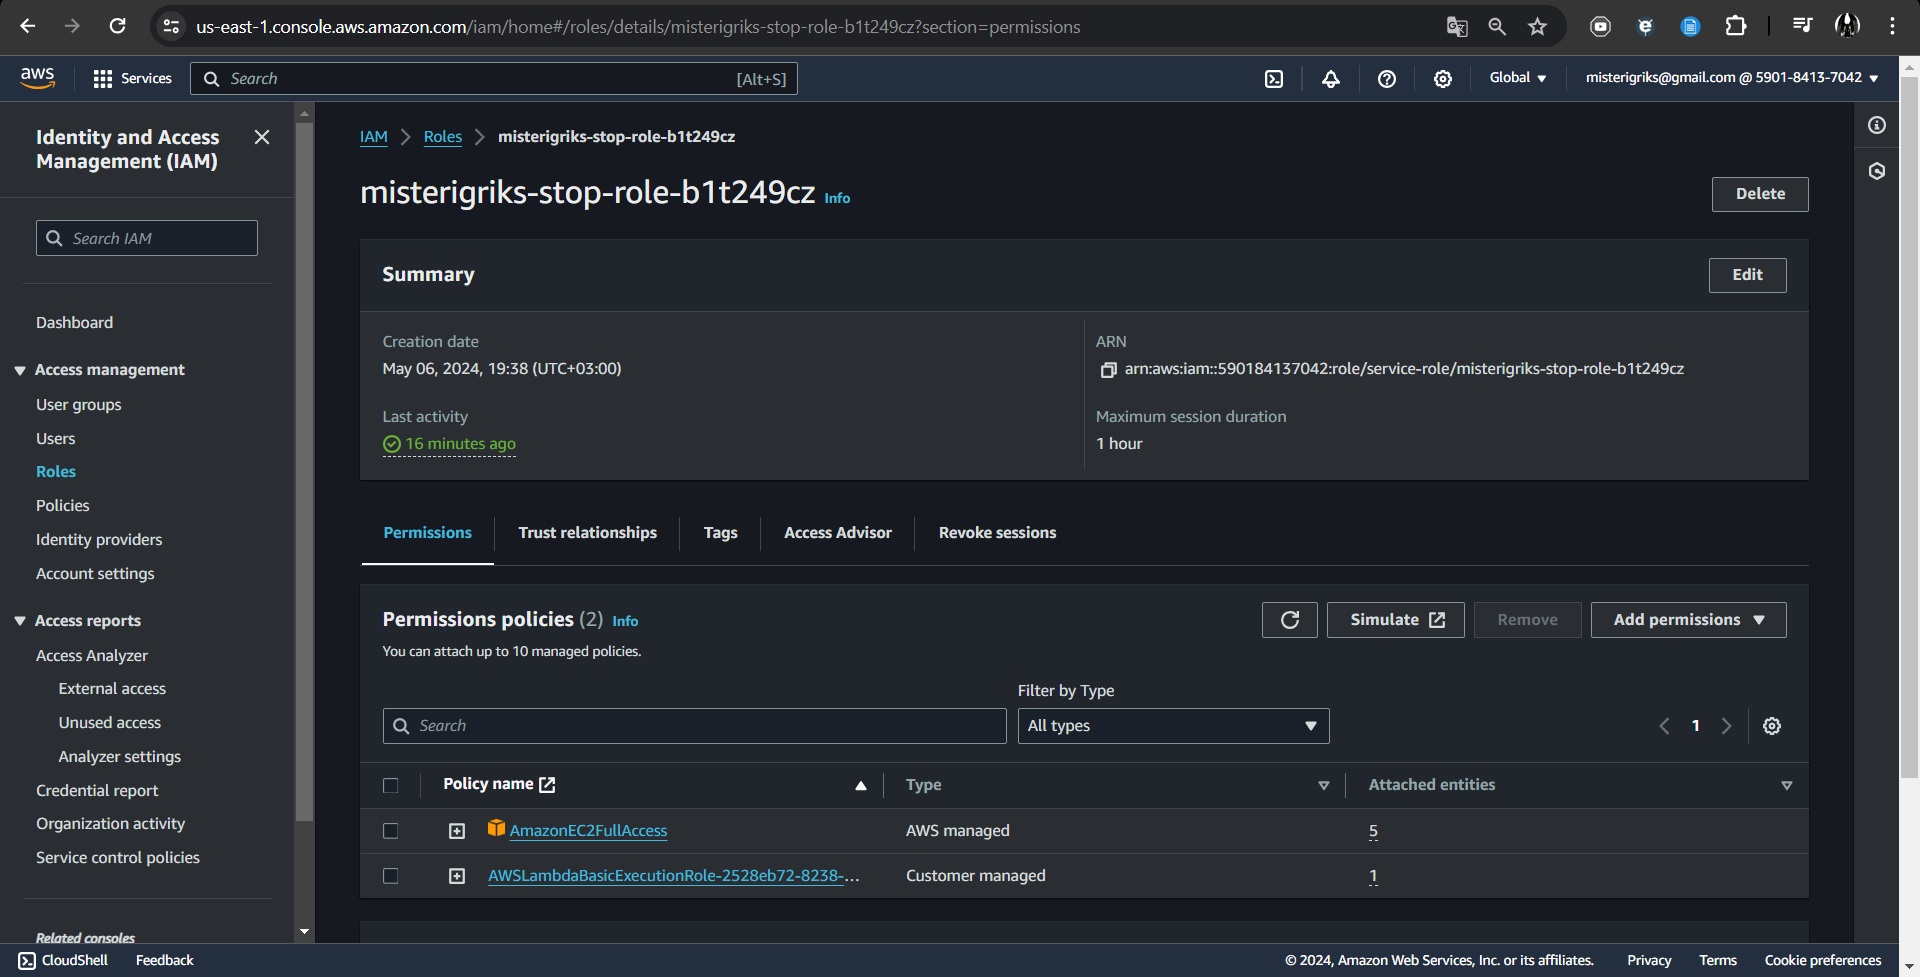 us-east-1.console.aws.amazon.com/iam/home#/roles/details/misterigriks-stop-role-b1t249cz?section=permissions
aws
Services
Search
[Alt+S]
Global
misterigriks@gmail.com @ 5901-8413-7042
Identity and Access
Management (IAM)
Search IAM
Dashboard
Access management
User groups
Users
Roles
Policies
Identity providers
Account settings
Access reports
Access Analyzer
External access
Unused access
Analyzer settings
Credential report
Organization activity
Service control policies
Related consoles
IAM
Roles
misterigriks-stop-role-b1t249cz
misterigriks-stop-role-b1t249cz Info
Delete
Summary
Edit
Creation date
May 06, 2024, 19:38 (UTC+03:00)
ARN
arn:aws:iam::590184137042:role/service-role/misterigriks-stop-role-b1t249cz
Last activity
16 minutes ago
Maximum session duration
1 hour
Permissions
Trust relationships
Tags
Access Advisor
Revoke sessions
Permissions policies (2) Info
Simulate
Remove
Add permissions
You can attach up to 10 managed policies.
Filter by Type
Search
All types
1
Policy name
Type
Attached entities
AmazonEC2FullAccess
AWS managed
5
AWSLambdaBasicExecutionRole-2528eb72-8238-...
Customer managed
1
CloudShell
Feedback
© 2024, Amazon Web Services, Inc. or its affiliates.
Privacy
Terms
Cookie preferences